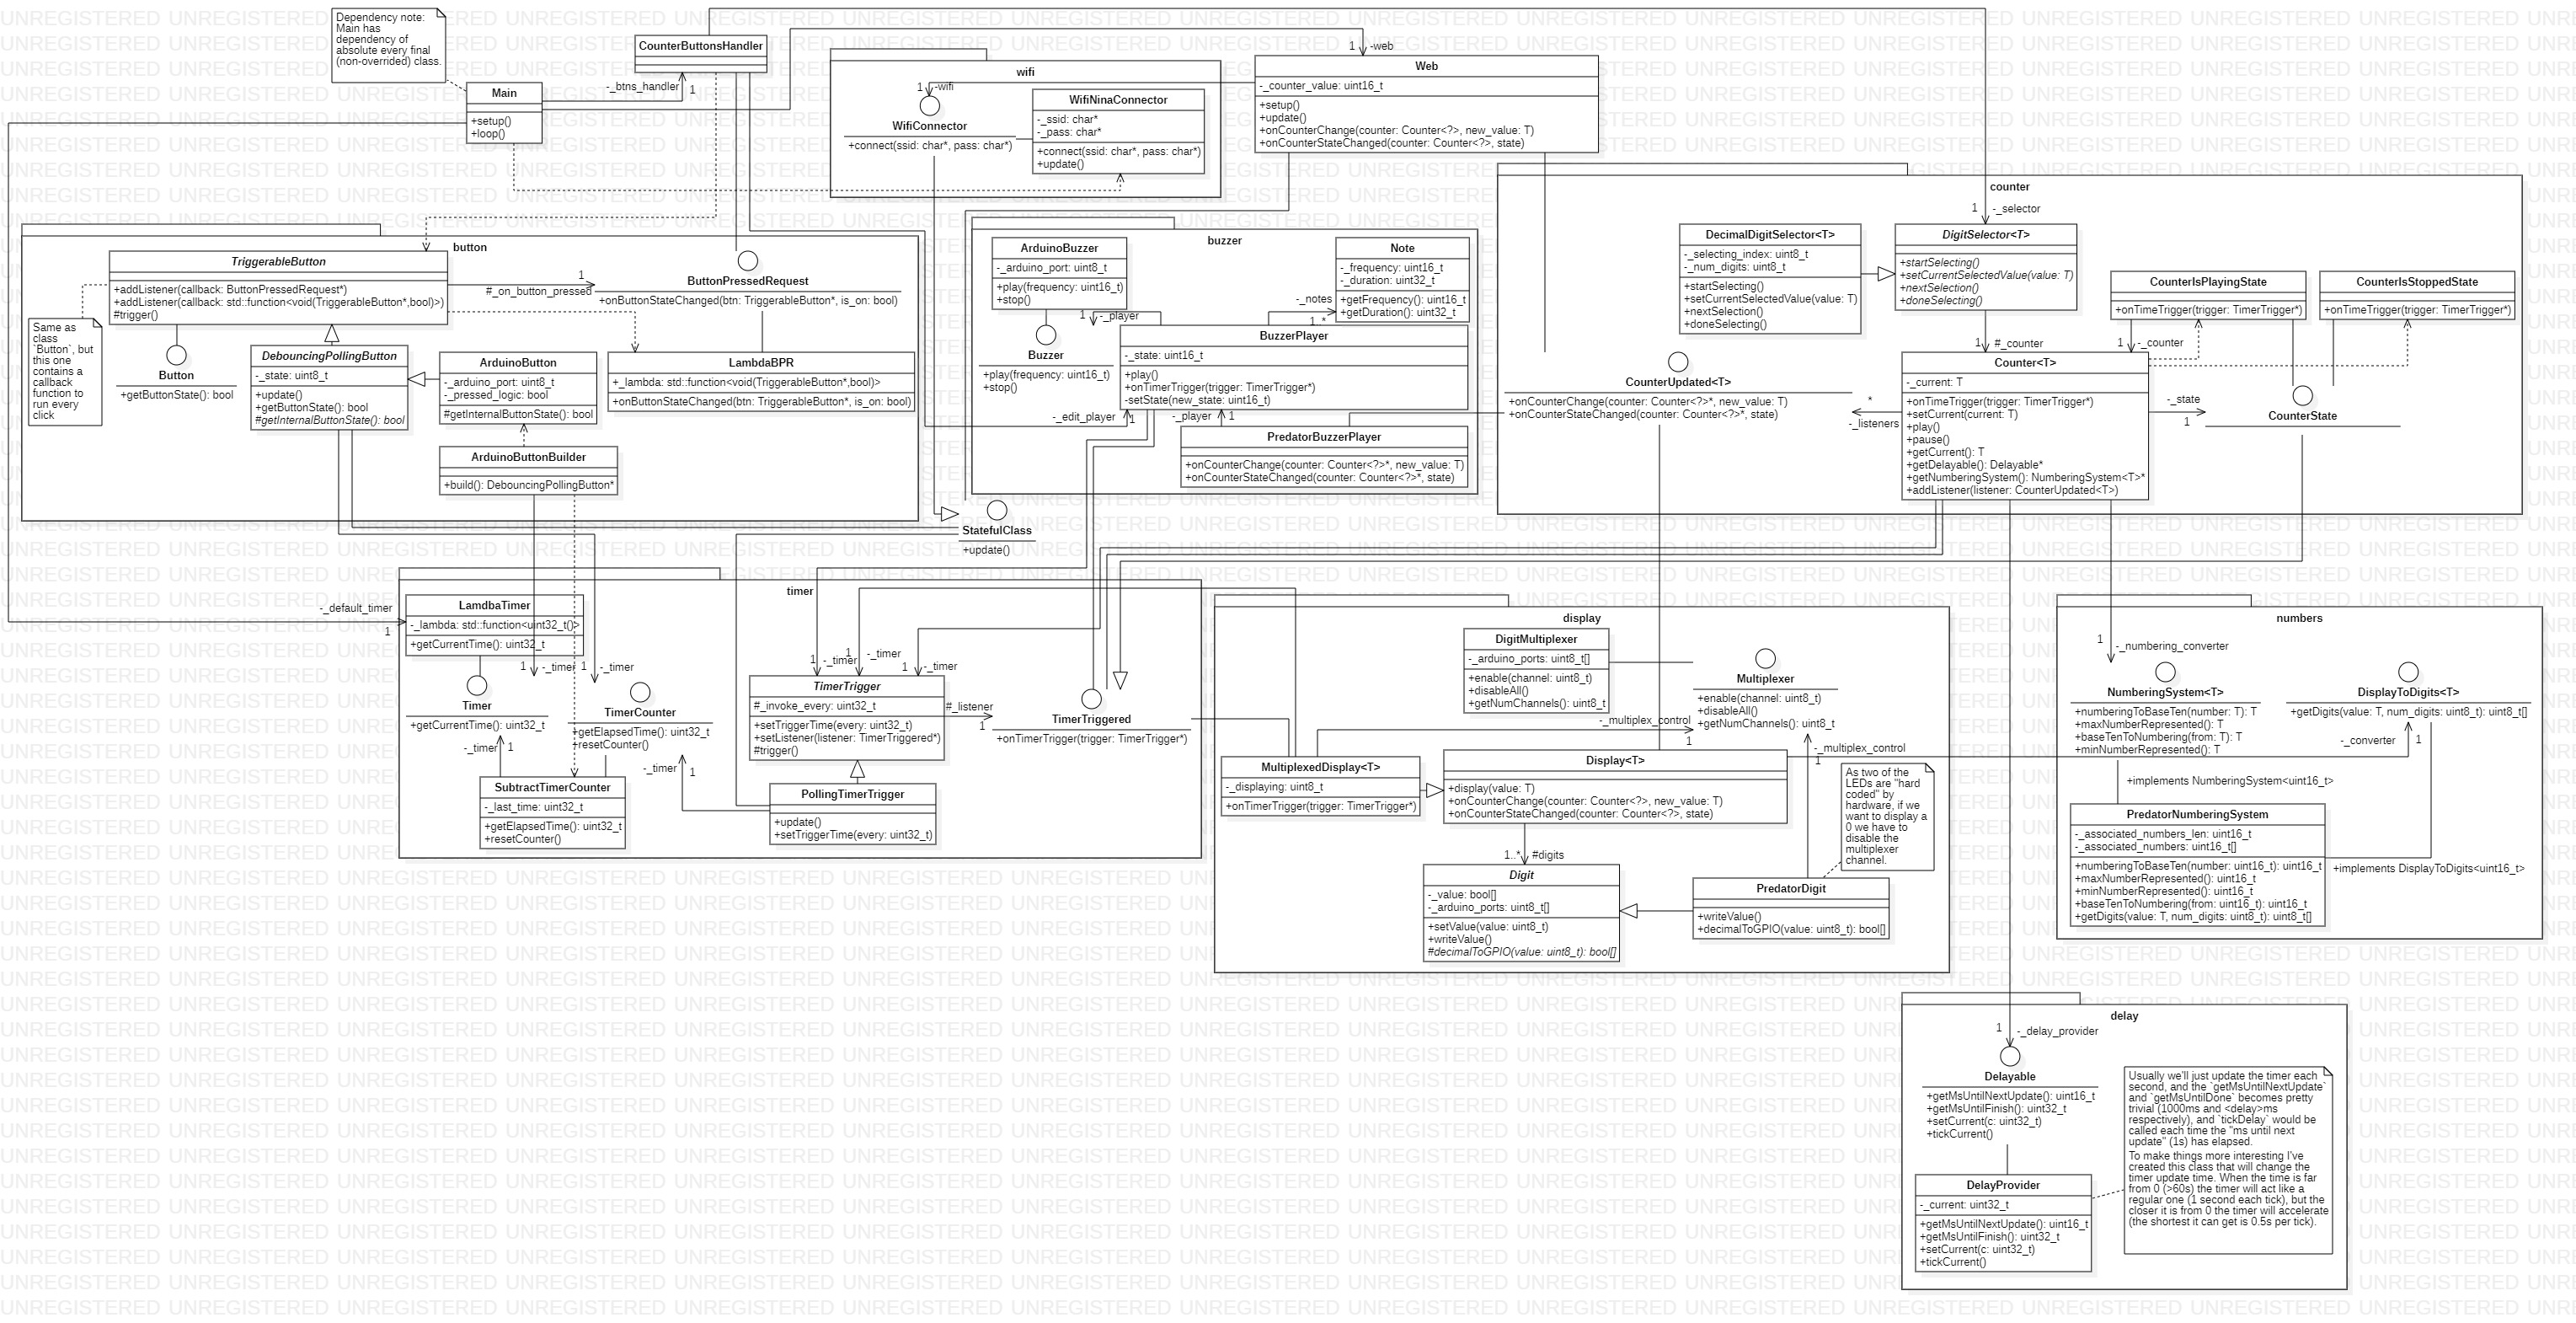 Dependency note:
Main has
dependency of
absolute every final
(non-overrided) class.
CounterButtonsHandler
Main
+setup()
+loop()
-_btns_handler
1
1
-_web
wifi
1
-wifi
WifiConnector
+connect(ssid: char*, pass: char*)
WifiNinaConnector
-_ssid: char*
-_pass: char*
+connect(ssid: char*, pass: char*)
+update()
Web
-_counter_value: uint16_t
+setup()
+update()
+onCounterChange(counter: Counter<?>, new_value: T)
+onCounterStateChanged(counter: Counter<?>, state)
button
TriggerableButton
+addListener(callback: ButtonPressedRequest*)
+addListener(callback: std::function<void(TriggerableButton*,bool)>)
#trigger()
1
#_on_button_pressed
ButtonPressedRequest
+onButtonStateChanged(btn: TriggerableButton*, is_on: bool)
Same as
class
`Button`, but
this one
contains a
callback
function to
run every
click
Button
+getButtonState(): bool
DebouncingPollingButton
-_state: uint8_t
+update()
+getButtonState(): bool
#getInternalButtonState(): bool
ArduinoButton
-_arduino_port: uint8_t
-_pressed_logic: bool
#getInternalButtonState(): bool
LambdaBPR
+_lambda: std::function<void(TriggerableButton*,bool)>
+onButtonStateChanged(btn: TriggerableButton*, is_on: bool)
ArduinoButtonBuilder
+build(): DebouncingPollingButton*
buzzer
ArduinoBuzzer
-_arduino_port: uint8_t
+play(frequency: uint16_t)
+stop()
Note
-_frequency: uint16_t
-_duration: uint32_t
+getFrequency(): uint16_t
+getDuration(): uint32_t
-_notes
1..*
1
-_player
Buzzer
+play(frequency: uint16_t)
+stop()
BuzzerPlayer
-_state: uint16_t
+play()
+onTimerTrigger(trigger: TimerTrigger*)
-setState(new_state: uint16_t)
-_edit_player
1
-_player
1
PredatorBuzzerPlayer
+onCounterChange(counter: Counter<?>*, new_value: T)
+onCounterStateChanged(counter: Counter<?>*, state)
StatefulClass
+update()
counter
1
-_selector
DecimalDigitSelector<T>
-_selecting_index: uint8_t
-_num_digits: uint8_t
+startSelecting()
+setCurrentSelectedValue(value: T)
+nextSelection()
+doneSelecting()
DigitSelector<T>
+startSelecting()
+setCurrentSelectedValue(value: T)
+nextSelection()
+doneSelecting()
CounterIsPlayingState
+onTimeTrigger(trigger: TimerTrigger*)
CounterIsStoppedState
+onTimeTrigger(trigger: TimerTrigger*)
1
#_counter
1
-_counter
CounterUpdated<T>
+onCounterChange(counter: Counter<?>*, new_value: T)
+onCounterStateChanged(counter: Counter<?>*, state)
*
-_listeners
Counter<T>
-_current: T
+onTimeTrigger(trigger: TimerTrigger*)
+setCurrent(current: T)
+play()
+pause()
+getCurrent(): T
+getDelayable(): Delayable*
+getNumberingSystem(): NumberingSystem<T>*
+addListener(listener: CounterUpdated<T>)
-_state
1
CounterState
timer
-_default_timer
1
LamdbaTimer
-_lambda: std::function<uint32_t()>
+getCurrentTime(): uint32_t
1
-_timer
1
-_timer
Timer
+getCurrentTime(): uint32_t
TimerCounter
+getElapsedTime(): uint32_t
+resetCounter()
-_timer
1
SubtractTimerCounter
-_last_time: uint32_t
+getElapsedTime(): uint32_t
+resetCounter()
-_timer
1
1
-_timer
1
-_timer
1
-_timer
TimerTrigger
#_invoke_every: uint32_t
+setTriggerTime(every: uint32_t)
+setListener(listener: TimerTriggered*)
#trigger()
#_listener
1
TimerTriggered
+onTimerTrigger(trigger: TimerTrigger*)
PollingTimerTrigger
+update()
+setTriggerTime(every: uint32_t)
display
DigitMultiplexer
-_arduino_ports: uint8_t[]
+enable(channel: uint8_t)
+disableAll()
+getNumChannels(): uint8_t
Multiplexer
+enable(channel: uint8_t)
+disableAll()
+getNumChannels(): uint8_t
-_multiplex_control
1
-_multiplex_control
1
MultiplexedDisplay<T>
-_displaying: uint8_t
+onTimerTrigger(trigger: TimerTrigger*)
Display<T>
+display(value: T)
+onCounterChange(counter: Counter<?>, new_value: T)
+onCounterStateChanged(counter: Counter<?>, state)
As two of the
LEDs are "hard
coded" by
hardware, if we
want to display a
0 we have to
disable the
multiplexer
channel.
1..*
#digits
Digit
-_value: bool[]
-_arduino_ports: uint8_t[]
+setValue(value: uint8_t)
+writeValue()
#decimalToGPIO(value: uint8_t): bool[]
PredatorDigit
+writeValue()
+decimalToGPIO(value: uint8_t): bool[]
numbers
1
-_numbering_converter
NumberingSystem<T>
+numberingToBaseTen(number: T): T
+maxNumberRepresented(): T
+baseTenToNumbering(from: T): T
+minNumberRepresented(): T
DisplayToDigits<T>
+getDigits(value: T, num_digits: uint8_t): uint8_t[]
-_converter
1
+implements NumberingSystem<uint16_t>
PredatorNumberingSystem
-_associated_numbers_len: uint16_t
-_associated_numbers: uint16_t[]
+numberingToBaseTen(number: uint16_t): uint16_t
+maxNumberRepresented(): uint16_t
+minNumberRepresented(): uint16_t
+baseTenToNumbering(from: uint16_t): uint16_t
+getDigits(value: T, num_digits: uint8_t): uint8_t[]
+implements DisplayToDigits<uint16_t>
delay
1
-_delay_provider
Delayable
+getMsUntilNextUpdate(): uint16_t
+getMsUntilFinish(): uint32_t
+setCurrent(c: uint32_t)
+tickCurrent()
DelayProvider
-_current: uint32_t
+getMsUntilNextUpdate(): uint16_t
+getMsUntilFinish(): uint32_t
+setCurrent(c: uint32_t)
+tickCurrent()
Usually we'll just update the timer each
second, and the `getMsUntilNextUpdate`
and `getMsUntilDone` becomes pretty
trivial (1000ms and <delay>ms
respectively), and `tickDelay` would be
called each time the "ms until next
update" (1s) has elapsed.
To make things more interesting I've
created this class that will change the
timer update time. When the time is far
from 0 (>60s) the timer will act like a
regular one (1 second each tick), but the
closer it is from 0 the timer will accelerate
(the shortest it can get is 0.5s per tick).
UNREGISTERED